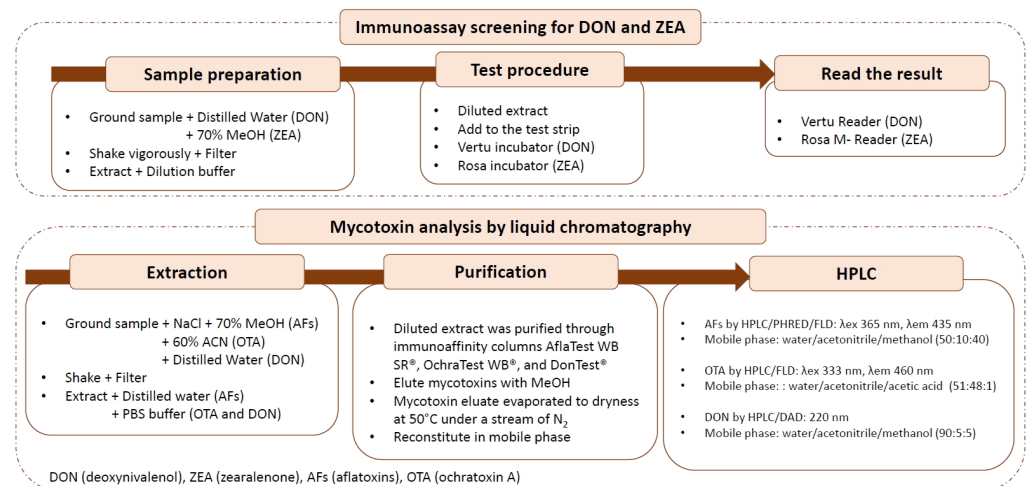 Immunoassay screening for DON and ZEA
Sample preparation
• Ground sample + Distilled Water (DON)
+ 70% MeOH (ZEA)
• Shake vigorously + Filter
• Extract + Dilution buffer
Test procedure
• Diluted extract
• Add to the test strip
• Vertu incubator (DON)
• Rosa incubator (ZEA)
Read the result
• Vertu Reader (DON)
• Rosa M- Reader (ZEA)
Mycotoxin analysis by liquid chromatography
Extraction
• Ground sample + NaCl + 70% MeOH (AFs)
+ 60% ACN (OTA)
+ Distilled Water (DON)
• Shake + Filter
• Extract + Distilled water (AFs)
+ PBS buffer (OTA and DON)
Purification
• Diluted extract was purified through
immunoaffinity columns AflaTest WB
SR®, OchraTest WB®, and DonTest®
• Elute mycotoxins with MeOH
• Mycotoxin eluate evaporated to dryness
at 50°C under a stream of N₂
• Reconstitute in mobile phase
HPLC
• AFs by HPLC/PHRED/FLD: λex 365 nm, λem 435 nm
Mobile phase: water/acetonitrile/methanol (50:10:40)
• OTA by HPLC/FLD: λex 333 nm, λem 460 nm
Mobile phase: : water/acetonitrile/acetic acid (51:48:1)
• DON by HPLC/DAD: 220 nm
Mobile phase: water/acetonitrile/methanol (90:5:5)
DON (deoxynivalenol), ZEA (zearalenone), AFs (aflatoxins), OTA (ochratoxin A)